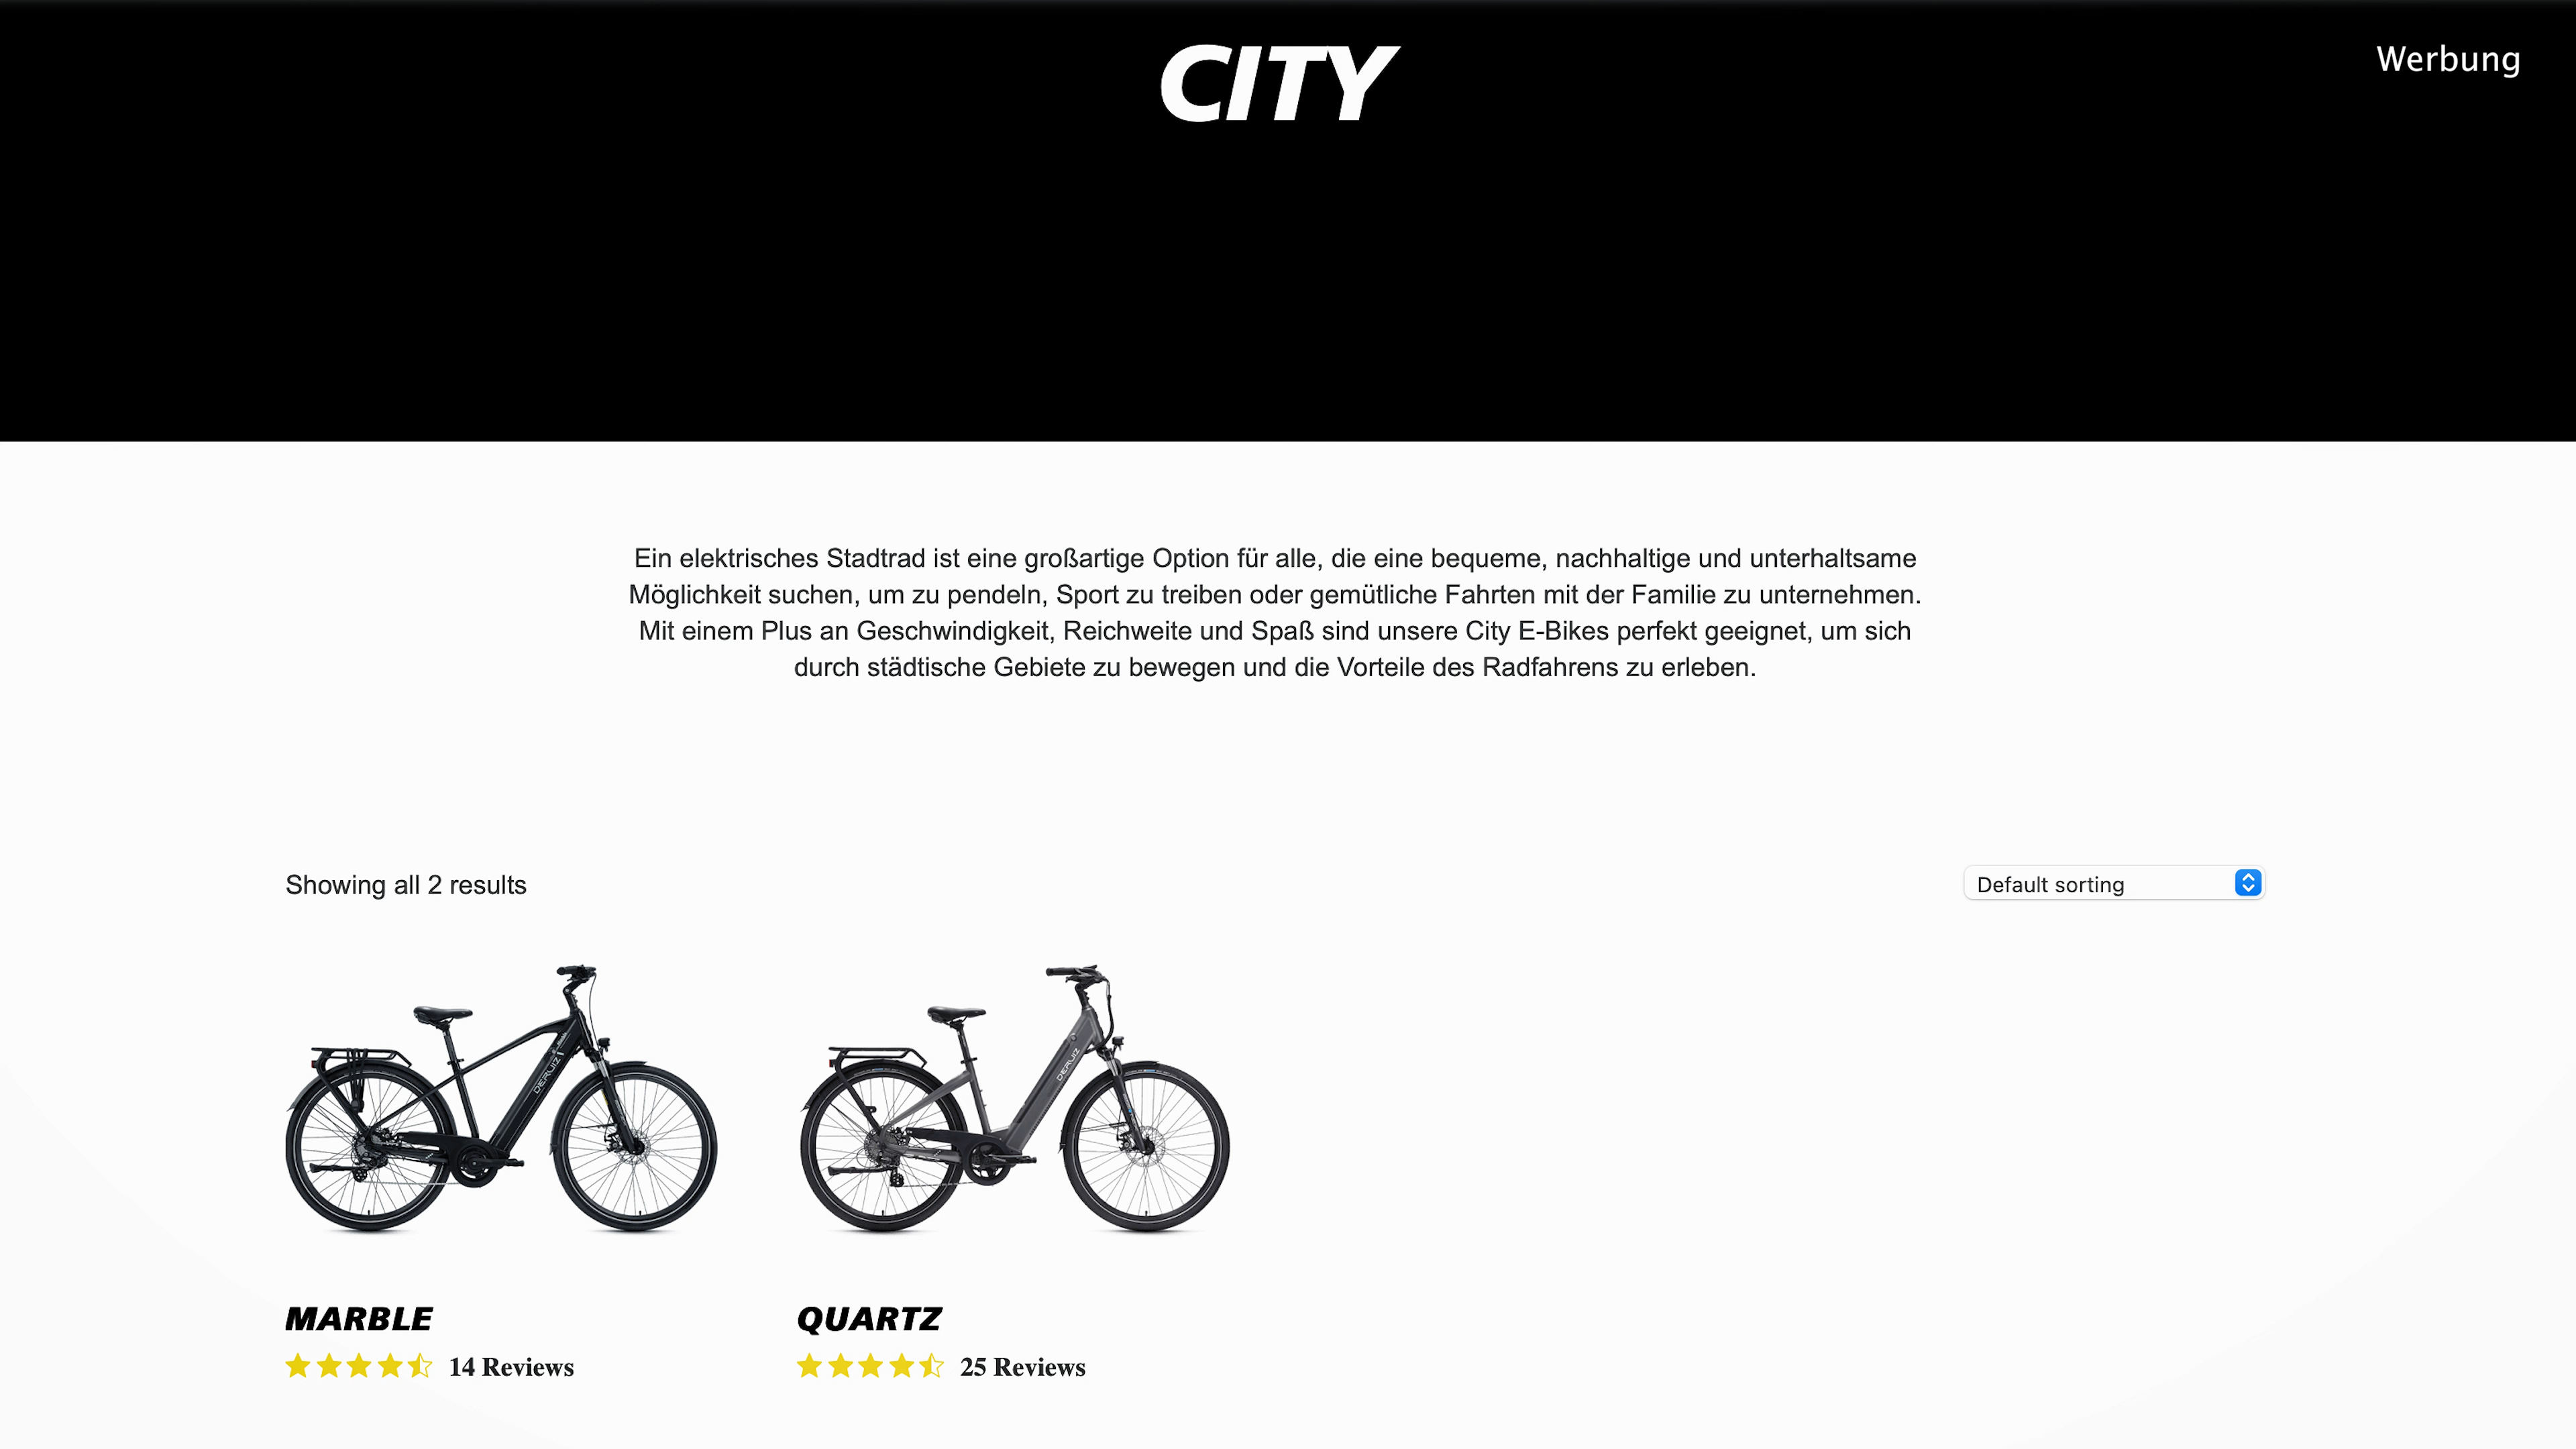 CITY
Werbung
Ein elektrisches Stadtrad ist eine großartige Option für alle, die eine bequeme, nachhaltige und unterhaltsame
Möglichkeit suchen, um zu pendeln, Sport zu treiben oder gemütliche Fahrten mit der Familie zu unternehmen.
Mit einem Plus an Geschwindigkeit, Reichweite und Spaß sind unsere City E-Bikes perfekt geeignet, um sich
durch städtische Gebiete zu bewegen und die Vorteile des Radfahrens zu erleben.
Showing all 2 results
Default sorting
DERUIZ
DERUIZ
MARBLE
QUARTZ
14 Reviews
25 Reviews